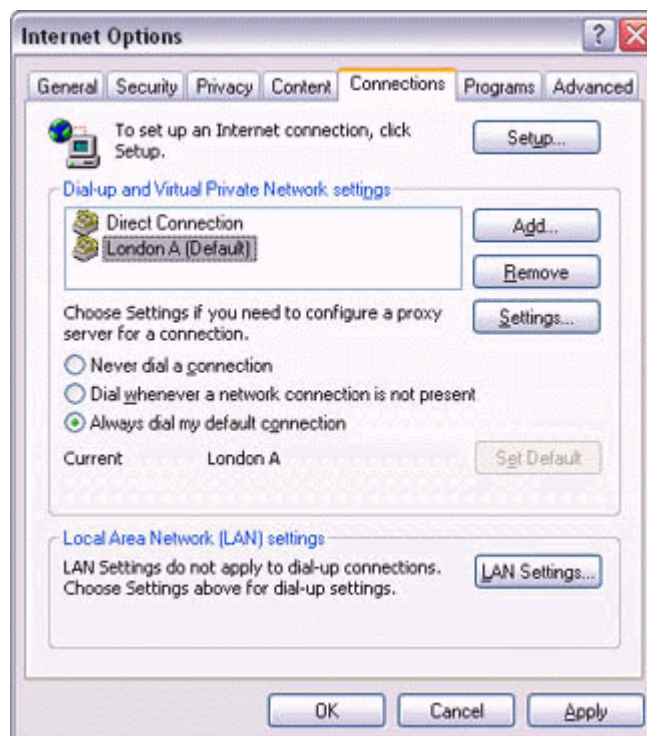 Internet Options
?
General Security Privacy Content Connections Programs Advanced
To set up an Internet connection, click
Setup.
Setup...
Dial-up and Virtual Private Network settings
Direct Connection
London A (Default)
Add...
Remove
Choose Settings if you need to configure a proxy
server for a connection.
Settings...
Never dial a connection
Dial whenever a network connection is not present
Always dial my default connection
Current London A
Set Default
Local Area Network (LAN) settings
LAN Settings do not apply to dial-up connections.
Choose Settings above for dial-up settings.
LAN Settings...
OK Cancel Apply